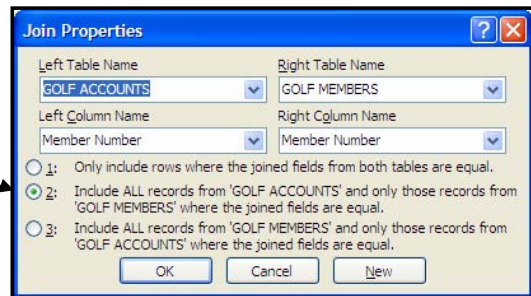 Join Properties
Left Table Name Right Table Name
GOLF ACCOUNTS GOLF MEMBERS
Left Column Name Right Column Name
Member Number Member Number
1: Only include rows where the joined fields from both tables are equal.
2: Include ALL records from 'GOLF ACCOUNTS' and only those records from
'GOLF MEMBERS' where the joined fields are equal.
3: Include ALL records from 'GOLF MEMBERS' and only those records from
'GOLF ACCOUNTS' where the joined fields are equal.
OK Cancel New